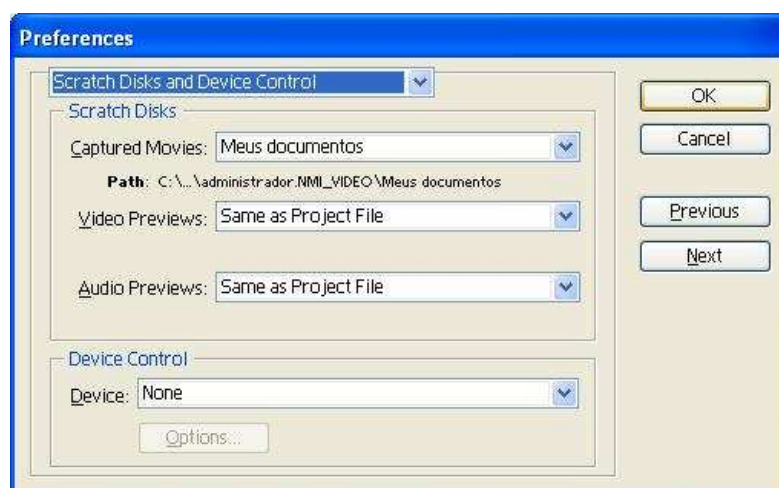 Preferences
Scratch Disks and Device Control
Scratch Disks
Captured Movies: Meus documentos
Path: C:\...\administrador.NMI_VIDEO\Meus documentos
Video Previews: Same as Project File
Audio Previews: Same as Project File
Device Control
Device: None
Options...
OK
Cancel
Previous
Next